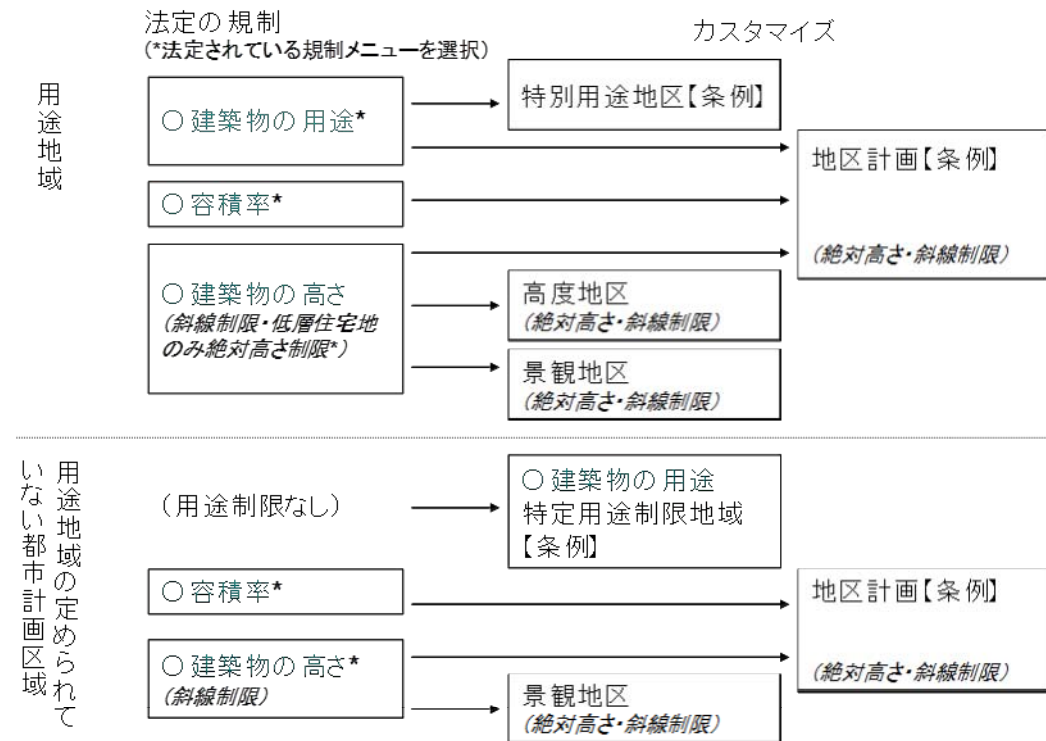 法定の規制
(*法定されている規制メニューを選択)
カスタマイズ
用途地域
○建築物の用途*
特別用途地区【条例】
地区計画【条例】
(絶対高さ・斜線制限)
○容積率*
○建築物の高さ
(斜線制限・低層住宅地
のみ絶対高さ制限*)
高度地区
(絶対高さ・斜線制限)
景観地区
(絶対高さ・斜線制限)
用途地域の定められて
いない都市計画区域
(用途制限なし)
○建築物の用途
特定用途制限地域
【条例】
○容積率*
地区計画【条例】
(絶対高さ・斜線制限)
○建築物の高さ*
(斜線制限)
景観地区
(絶対高さ・斜線制限)